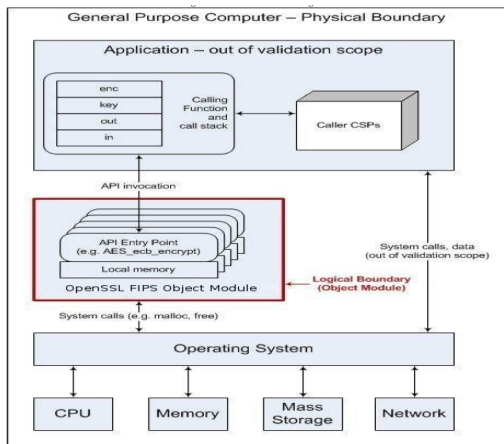 General Purpose Computer – Physical Boundary
Application – out of validation scope
enc
key
out
in
Calling
Function
and
call stack
Caller CSPs
API invocation
API Entry Point
(e.g. AES_ecb_encrypt)
Local memory
OpenSSL FIPS Object Module
System calls, data
(out of validation scope)
Logical Boundary
(Object Module)
System calls (e.g. malloc, free)
Operating System
CPU
Memory
Mass
Storage
Network